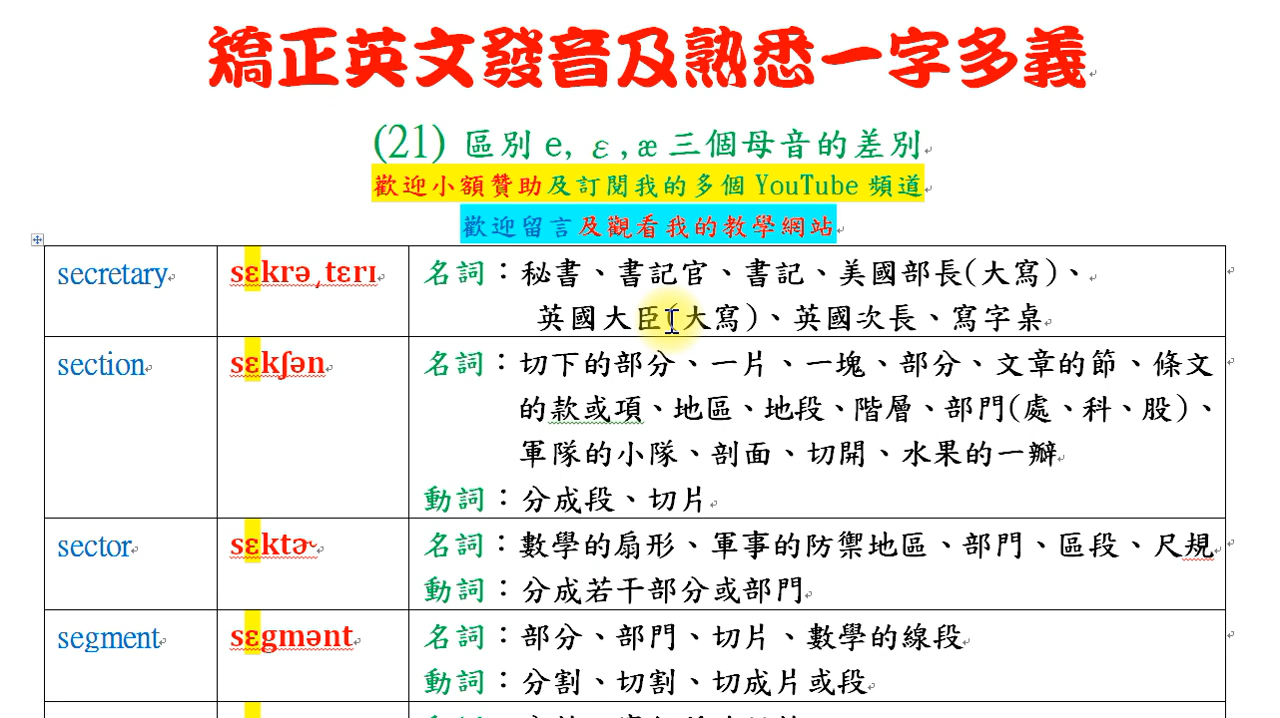 矯正英文發音及熟悉一字多義
(21) 區別 e, ε ,æ 三個母音的差別
歡迎小額贊助及訂閱我的多個 YouTube 頻道
歡迎留言及觀看我的教學網站
secretary
sɛkrəˏtɛrɪ
名詞：秘書、書記官、書記、美國部長(大寫)、
英國大臣(大寫)、英國次長、寫字桌
section
sɛkʃən
名詞：切下的部分、一片、一塊、部分、文章的節、條文
的款或項、地區、地段、階層、部門(處、科、股)、
軍隊的小隊、剖面、切開、水果的一瓣
動詞：分成段、切片
sector
sɛktɚ
名詞：數學的扇形、軍事的防禦地區、部門、區段、尺規
動詞：分成若干部分或部門
segment
sɛgmənt
名詞：部分、部門、切片、數學的線段
動詞：分割、切割、切成片或段